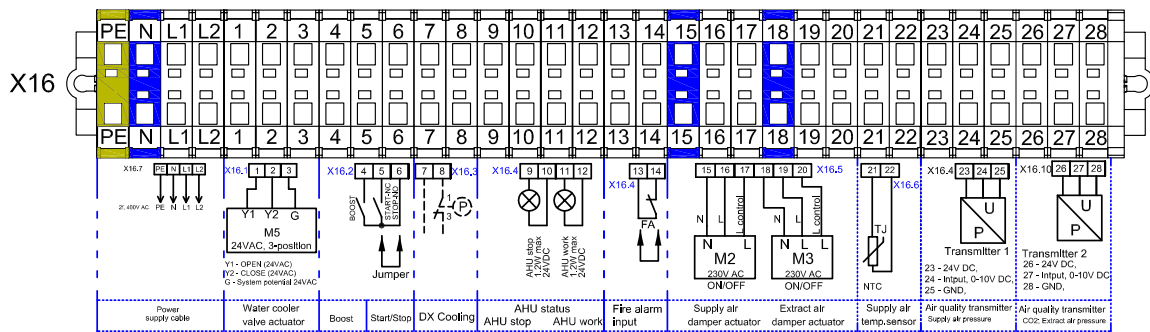 PE N L1 L2 1 2 3 4 5 6 7 8 9 10 11 12 13 14 15 16 17 18 19 20 21 22 23 24 25 26 27 28
X16
PE N L1 L2 1 2 3 4 5 6 7 8 9 10 11 12 13 14 15 16 17 18 19 20 21 22 23 24 25 26 27 28
X16.7
PE N L1 L2
2f, 400V AC
PE N L1 L2
Power
supply cable
X16.1
1 2 3
Y1 Y2 G
M5
24VAC, 3-position
Y1 - OPEN (24VAC)
Y2 - CLOSE (24VAC)
G - System potential 24VAC
Water cooler
valve actuator
X16.2
4 5 6
BOOST
START-NC
STOP-NO
Jumper
Boost
Start/Stop
7 8
X16.3
1
3
P
DX Cooling
X16.4
9 10 11 12
AHU stop
1.2W max
24VDC
AHU work
1.2W max
24VDC
AHU status
AHU stop AHU work
13 14
X16.4
FA
Fire alarm
input
15 16 17 18 19 20
X16.5
N L L control
N L L control
N L
M2
230V AC
ON/OFF
N L L
M3
230V AC
ON/OFF
Supply air
damper actuator
Extract air
damper actuator
21 22
X16.6
TJ
NTC
Supply air
temp.sensor
X16.4
23 24 25
U
P
Transmitter 1
23 - 24V DC,
24 - Intput, 0-10V DC,
25 - GND,
Air quality transmitter
Supply air pressure
X16.10
26 27 28
U
P
Transmitter 2
26 - 24V DC,
27 - Intput, 0-10V DC,
28 - GND,
Air quality transmitter
CO2; Extract air pressure